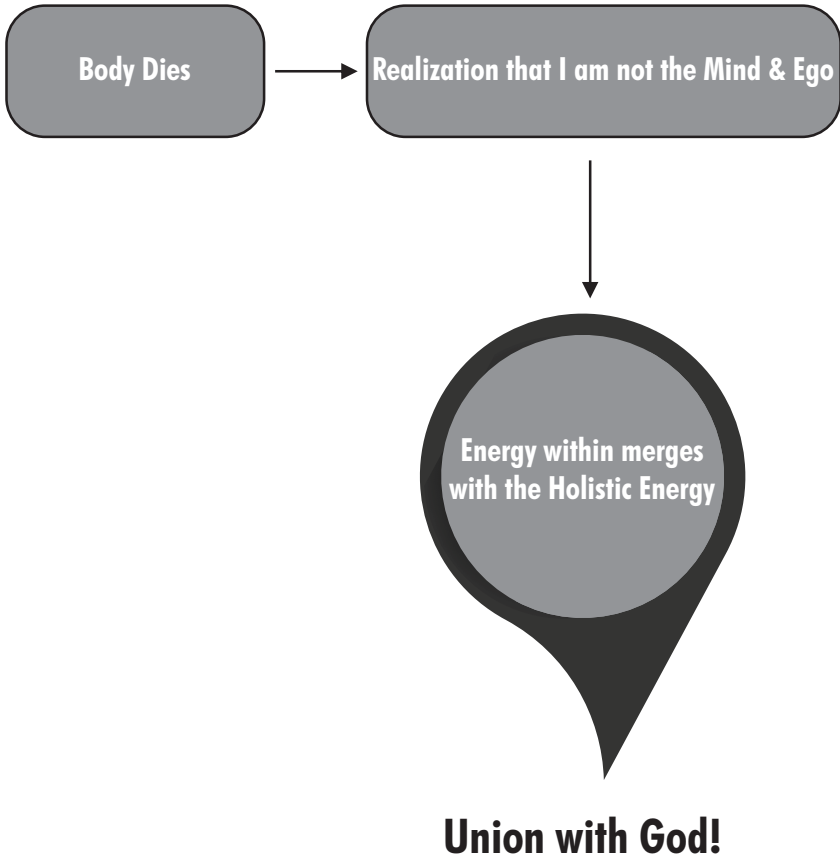 Body Dies
Realization that I am not the Mind & Ego
Energy within merges
with the Holistic Energy
Union with God!